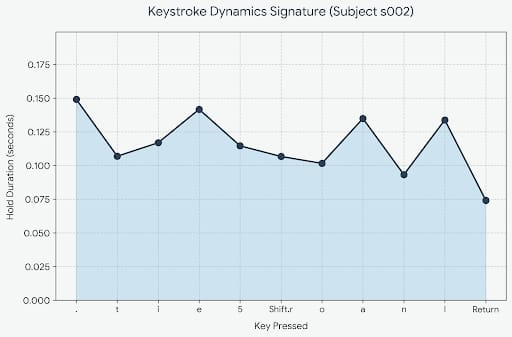 Keystroke Dynamics Signature (Subject s002)
0.175
0.150
0.125
0.100
0.075
0.050
0.025
0.000
Hold Duration (seconds)
. t i e 5 Shift.r o a n l Return
Key Pressed